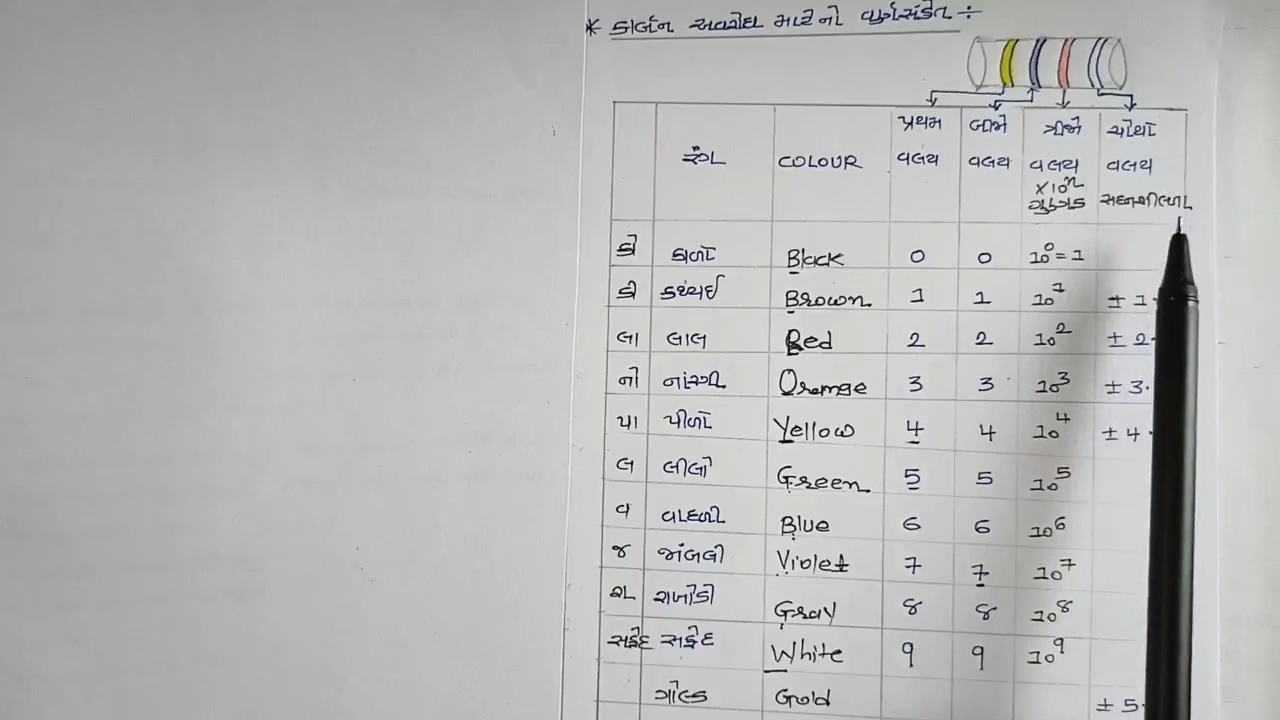 * કાર્બન અવરોધ માટેનો વર્ણસંકેત ÷
રંગ COLOUR પ્રથમ વલય બીજો વલય ત્રીજો વલય ×10ⁿ ગુણાંક ચોથો વલય
કો કાળો Black 0 0 10⁰ = 1
ક કથ્થઈ Brown 1 1 10¹ ± 1
લા લાલ Red 2 2 10² ± 2
ના નારંગી Orange 3 3 10³ ± 3
પી પીળો Yellow 4 4 10⁴ ± 4
લ લીલો Green 5 5 10⁵
વ વાદળી Blue 6 6 10⁶
જ જાંબલી Violet 7 7 10⁷
રા રાખોડી Gray 8 8 10⁸
સફેદ સફેદ White 9 9 10⁹
ગોલ્ડ Gold ± 5